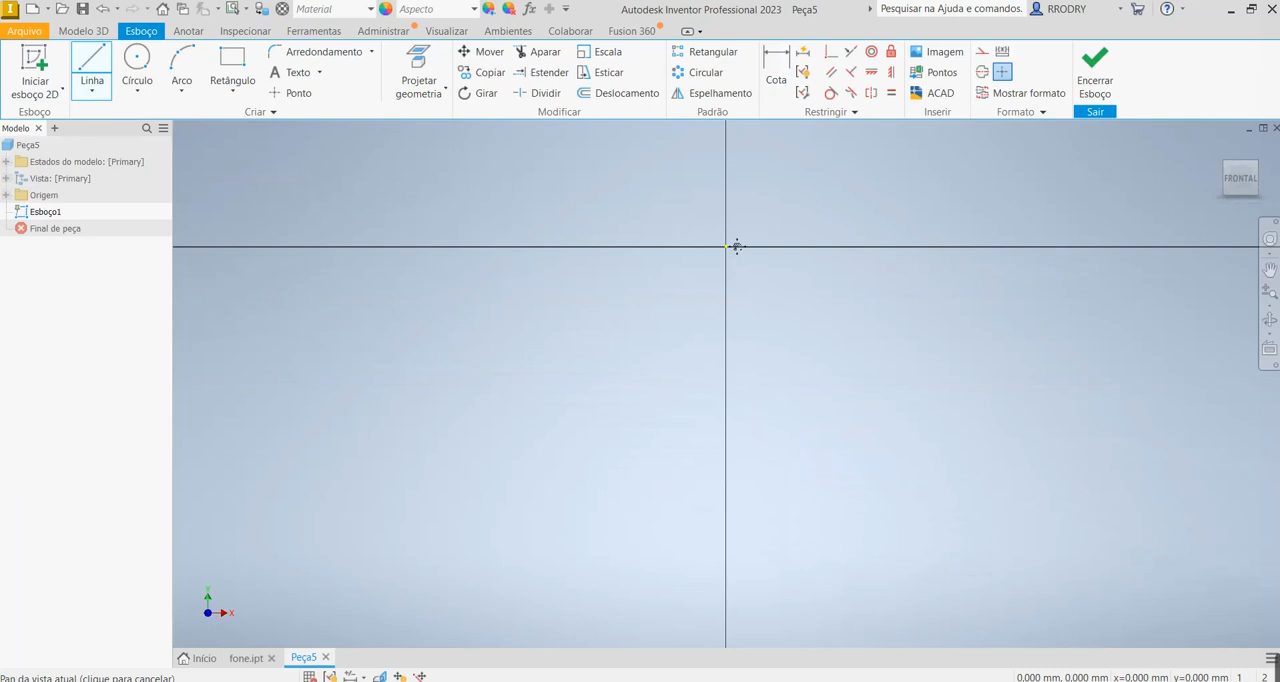 Material Aspecto Autodesk Inventor Professional 2023 Peça5 Pesquisar na Ajuda e comandos. RRODRY
Arquivo Modelo 3D Esboço Anotar Inspecionar Ferramentas Administrar Visualizar Ambientes Colaborar Fusion 360
Iniciar esboço 2D
Linha
Círculo
Arco
Retângulo
Arredondamento
Texto
Ponto
Projetar geometria
Mover Aparar Escala
Copiar Estender Esticar
Girar Dividir Deslocamento
Retangular
Circular
Espelhamento
Cota
Imagem
Pontos
ACAD
Mostrar formato
Encerrar Esboço
Esboço Criar Modificar Padrão Restringir Inserir Formato Sair
Modelo
Peça5
Estados do modelo: [Primary]
Vista: [Primary]
Origem
Esboço1
Final de peça
FRONTAL
Y
X
Início fone.ipt Peça5
Pan da vista atual (clique para cancelar) 0,000 mm, 0,000 mm x=0,000 mm y=0,000 mm 1 2